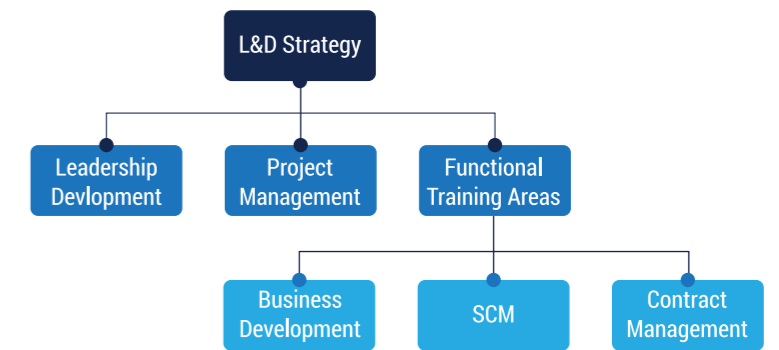 L&D Strategy
Leadership
Devlopment
Project
Management
Functional
Training Areas
Business
Development
SCM
Contract
Management